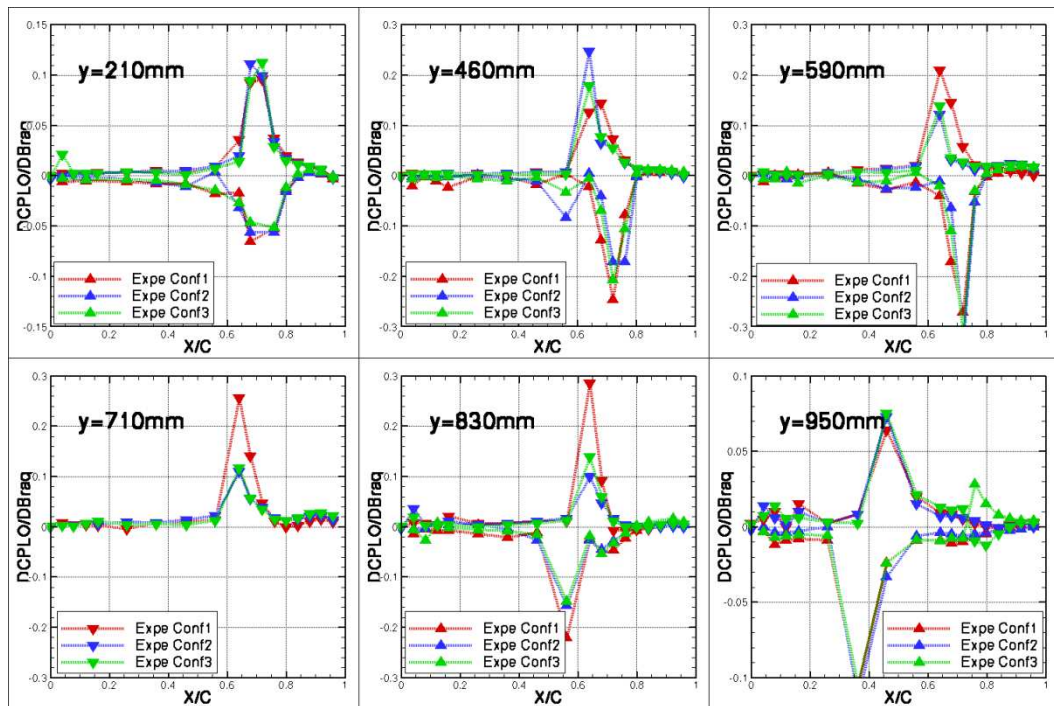 0.15
y=210mm
0.1
0.05
0
-0.05
-0.1
-0.15
DCPLO/DBraq
Expe Conf1
Expe Conf2
Expe Conf3
0 0.2 0.4 0.6 0.8 1
X/C
0.3
y=460mm
0.2
0.1
0
-0.1
-0.2
-0.3
DCPLO/DBraq
Expe Conf1
Expe Conf2
Expe Conf3
0 0.2 0.4 0.6 0.8 1
X/C
0.3
y=590mm
0.2
0.1
0
-0.1
-0.2
-0.3
DCPLO/DBraq
Expe Conf1
Expe Conf2
Expe Conf3
0 0.2 0.4 0.6 0.8 1
X/C
0.3
y=710mm
0.2
0.1
0
-0.1
-0.2
-0.3
DCPLO/DBraq
Expe Conf1
Expe Conf2
Expe Conf3
0 0.2 0.4 0.6 0.8 1
X/C
0.3
y=830mm
0.2
0.1
0
-0.1
-0.2
-0.3
DCPLO/DBraq
Expe Conf1
Expe Conf2
Expe Conf3
0 0.2 0.4 0.6 0.8 1
X/C
0.1
y=950mm
0.05
0
-0.05
-0.1
DCPLO/DBraq
Expe Conf1
Expe Conf2
Expe Conf3
0 0.2 0.4 0.6 0.8 1
X/C